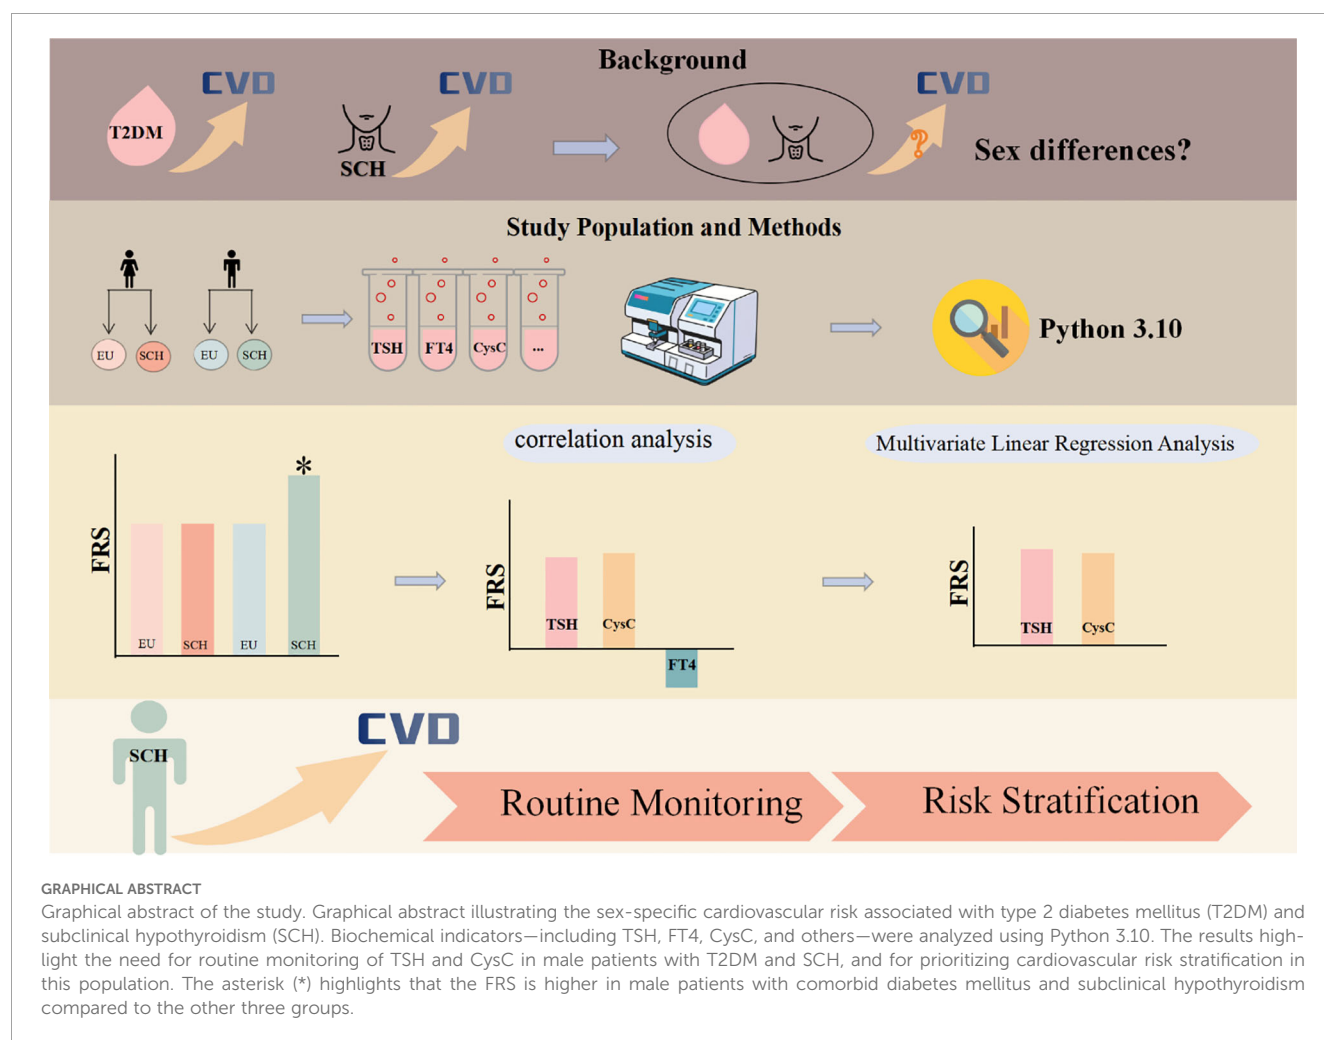 Background
CVD
CVD
CVD
T2DM
SCH
?
Sex differences?
Study Population and Methods
EU
SCH
EU
SCH
TSH
FT4
CysC
...
Python 3.10
correlation analysis
Multivariate Linear Regression Analysis
FRS
EU
SCH
EU
SCH
*
FRS
TSH
CysC
FT4
FRS
TSH
CysC
SCH
CVD
Routine Monitoring
Risk Stratification
GRAPHICAL ABSTRACT
Graphical abstract of the study. Graphical abstract illustrating the sex-specific cardiovascular risk associated with type 2 diabetes mellitus (T2DM) and
subclinical hypothyroidism (SCH). Biochemical indicators—including TSH, FT4, CysC, and others—were analyzed using Python 3.10. The results high-
light the need for routine monitoring of TSH and CysC in male patients with T2DM and SCH, and for prioritizing cardiovascular risk stratification in
this population. The asterisk (*) highlights that the FRS is higher in male patients with comorbid diabetes mellitus and subclinical hypothyroidism
compared to the other three groups.